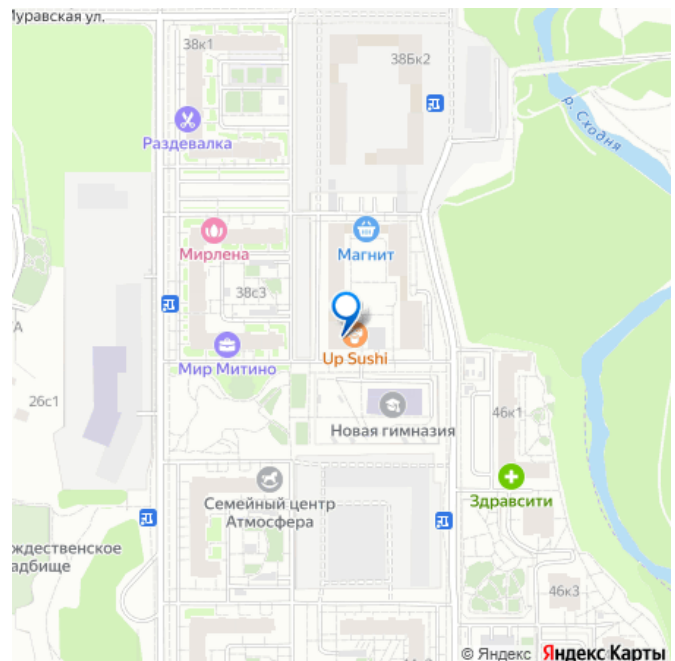 Муравская ул.
38к1
38Бк2
р. Сходня
Раздевалка
Мирлена
Магнит
38с3
Up Sushi
Мир Митино
26с1
46к1
Новая гимназия
Здравсити
Семейный центр
Атмосфера
ждественское
адбище
46к3
© Яндекс Яндекс Карты